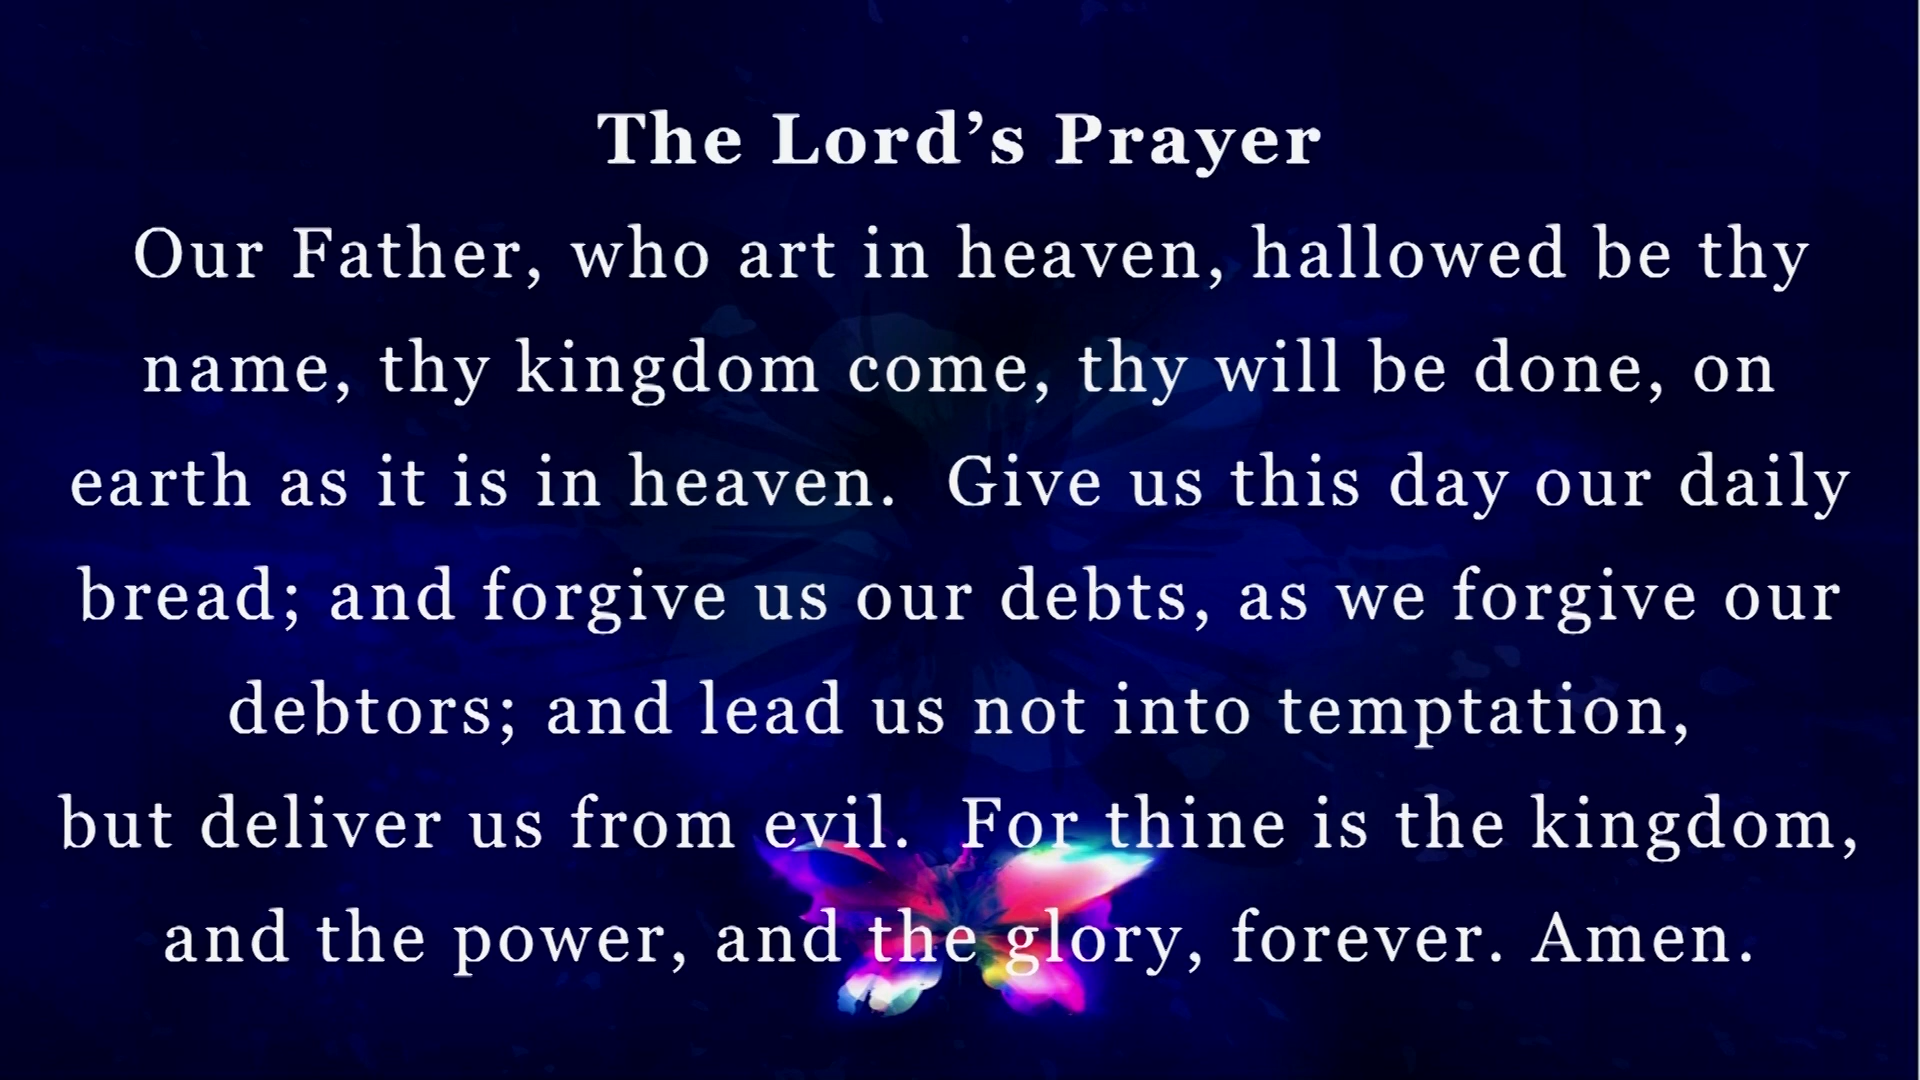 The Lord’s Prayer
Our Father, who art in heaven, hallowed be thy
name, thy kingdom come, thy will be done, on
earth as it is in heaven.  Give us this day our daily
bread; and forgive us our debts, as we forgive our
debtors; and lead us not into temptation,
but deliver us from evil.  For thine is the kingdom,
and the power, and the glory, forever. Amen.